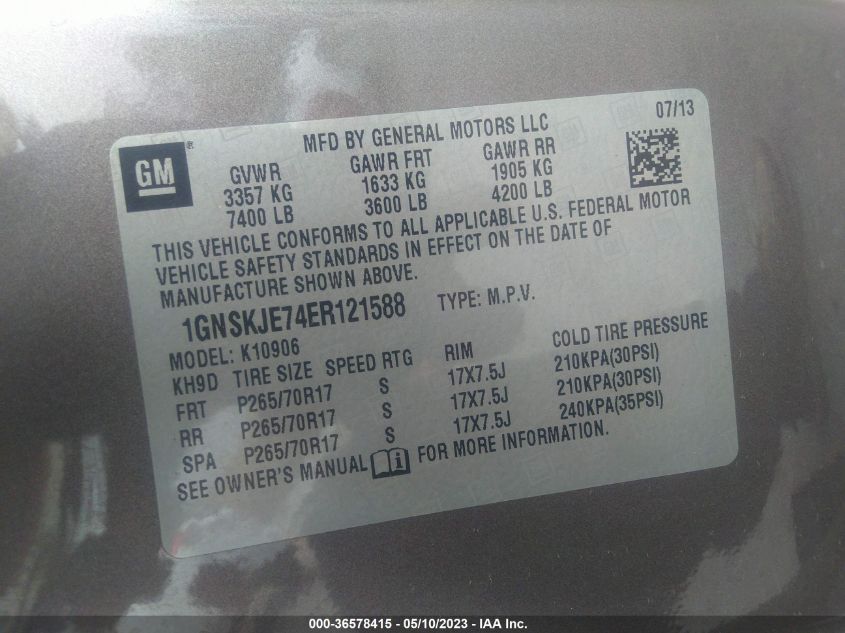 MFD BY GENERAL MOTORS LLC 07/13
GM ®
GVWR GAWR FRT GAWR RR
3357 KG 1633 KG 1905 KG
7400 LB 3600 LB 4200 LB
THIS VEHICLE CONFORMS TO ALL APPLICABLE U.S. FEDERAL MOTOR
VEHICLE SAFETY STANDARDS IN EFFECT ON THE DATE OF
MANUFACTURE SHOWN ABOVE.
1GNSKJE74ER121588 TYPE: M.P.V.
MODEL: K10906
KH9D TIRE SIZE SPEED RTG RIM COLD TIRE PRESSURE
FRT P265/70R17 S 17X7.5J 210KPA(30PSI)
RR P265/70R17 S 17X7.5J 210KPA(30PSI)
SPA P265/70R17 S 17X7.5J 240KPA(35PSI)
SEE OWNER'S MANUAL i FOR MORE INFORMATION.
000-36578415 - 05/10/2023 - IAA Inc.